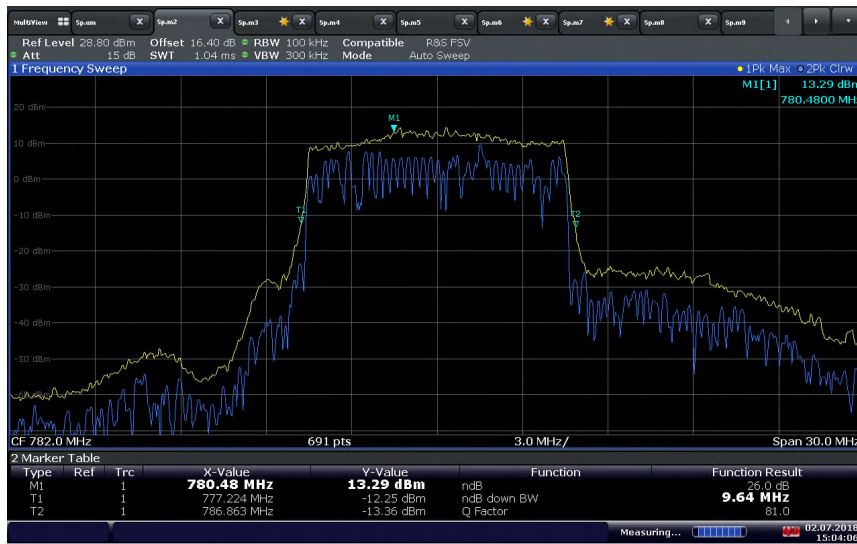 MultiView Sp.um X Sp.m2 X Sp.m3 X Sp.m4 X Sp.m5 X Sp.m6 X Sp.m7 X Sp.m8 X Sp.m9
Ref Level 28.80 dBm Offset 16.40 dB RBW 100 kHz Compatible R&S FSV
Att 15 dB SWT 1.04 ms VBW 300 kHz Mode Auto Sweep
1 Frequency Sweep 1Pk Max 2Pk Clrw
M1[1] 13.29 dBm
780.4800 MHz
20 dBm
M1
10 dBm
0 dBm
T1
-10 dBm
T2
-20 dBm
-30 dBm
-40 dBm
-50 dBm
CF 782.0 MHz 691 pts 3.0 MHz/ Span 30.0 MHz
2 Marker Table
Type Ref Trc X-Value Y-Value Function Function Result
M1 1 780.48 MHz 13.29 dBm ndB 26.0 dB
T1 1 777.224 MHz -12.25 dBm ndB down BW 9.64 MHz
T2 1 786.863 MHz -13.36 dBm Q Factor 81.0
Measuring... 02.07.2018
15:04:06